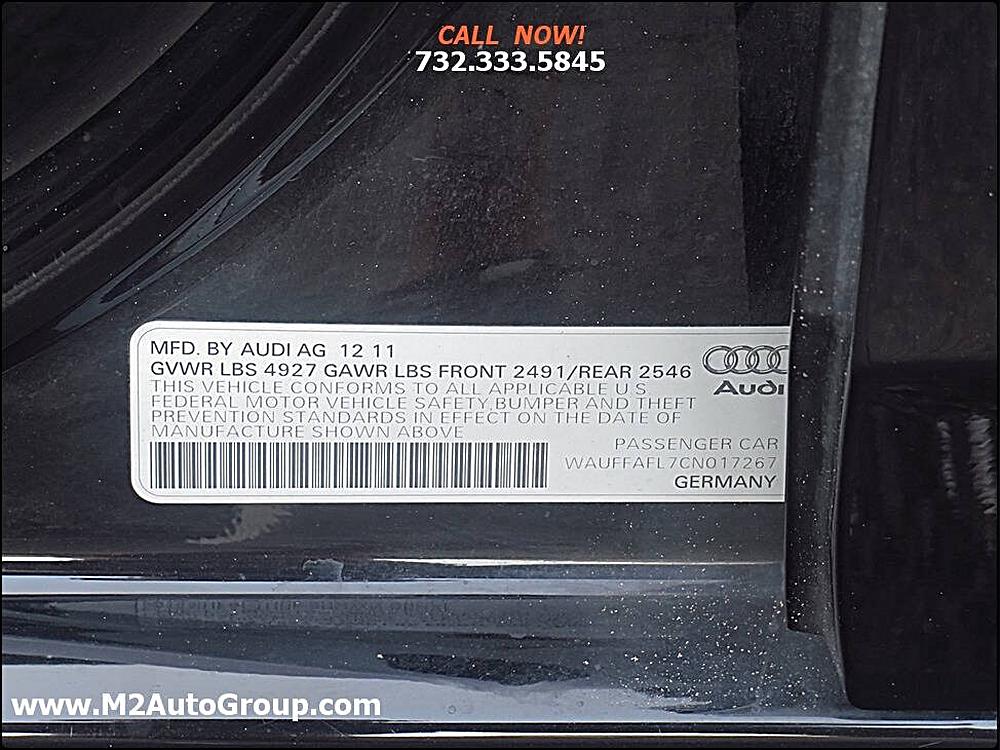 CALL NOW!
732.333.5845
MFD. BY AUDI AG 12 11
GVWR LBS 4927 GAWR LBS FRONT 2491/REAR 2546
THIS VEHICLE CONFORMS TO ALL APPLICABLE U S
FEDERAL MOTOR VEHICLE SAFETY,BUMPER AND THEFT
PREVENTION STANDARDS IN EFFECT ON THE DATE OF
MANUFACTURE SHOWN ABOVE
Audi
PASSENGER CAR
WAUFFAFL7CN017267
GERMANY
www.M2AutoGroup.com